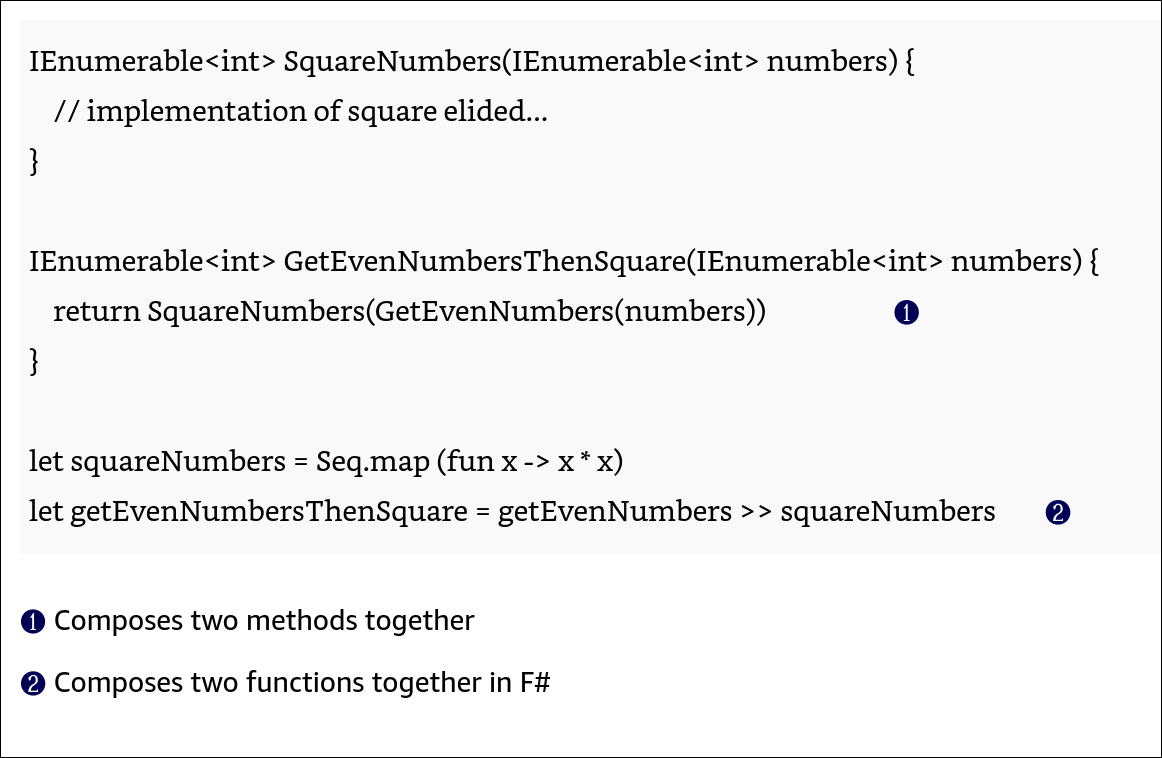 IEnumerable<int> SquareNumbers(IEnumerable<int> numbers) {
// implementation of square elided...
}
IEnumerable<int> GetEvenNumbersThenSquare(IEnumerable<int> numbers) {
return SquareNumbers(GetEvenNumbers(numbers)) ❶
}
let squareNumbers = Seq.map (fun x -> x * x)
let getEvenNumbersThenSquare = getEvenNumbers >> squareNumbers ❷
❶ Composes two methods together
❷ Composes two functions together in F#